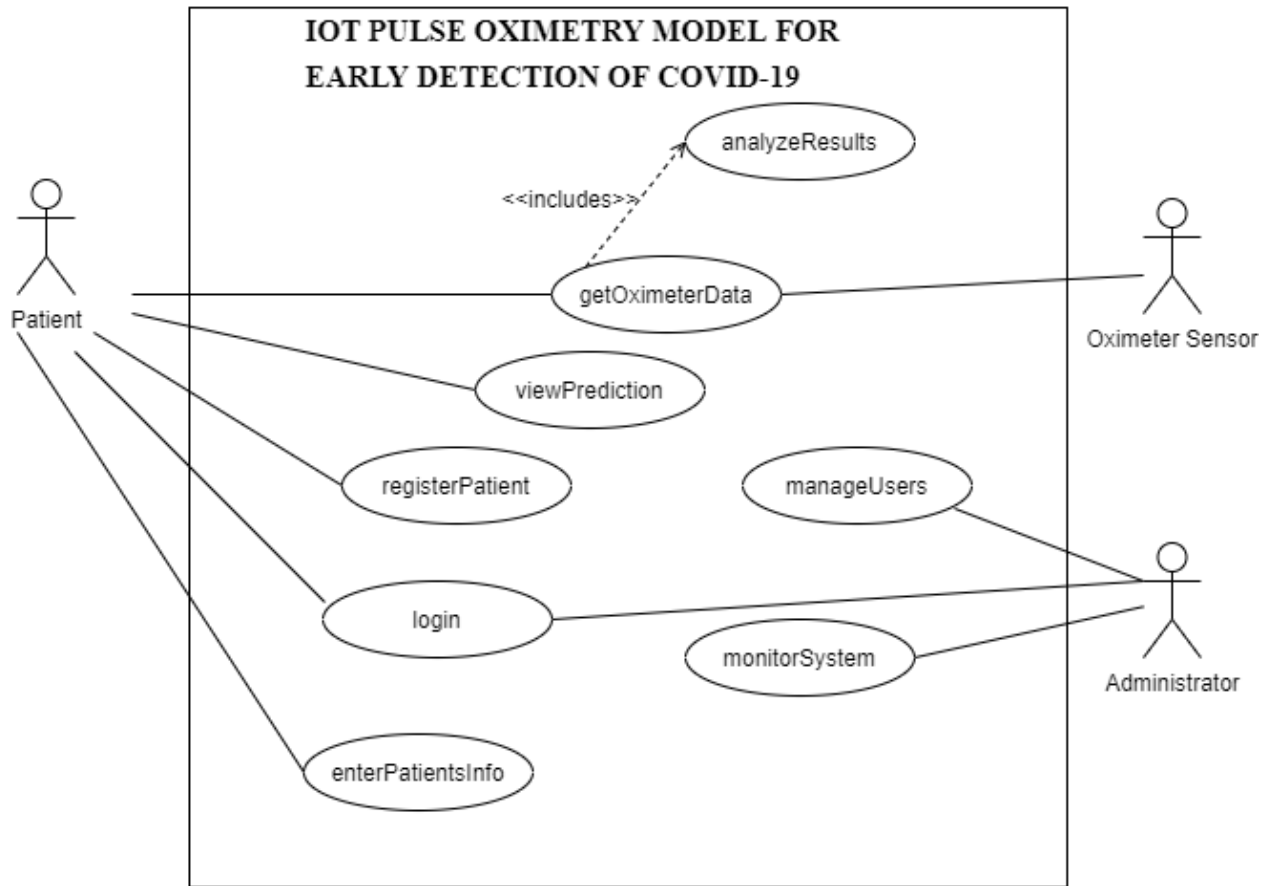 IOT PULSE OXIMETRY MODEL FOR
EARLY DETECTION OF COVID-19
analyzeResults
<<includes>>
getOximeterData
Patient
Oximeter Sensor
viewPrediction
registerPatient
manageUsers
login
monitorSystem
Administrator
enterPatientsInfo